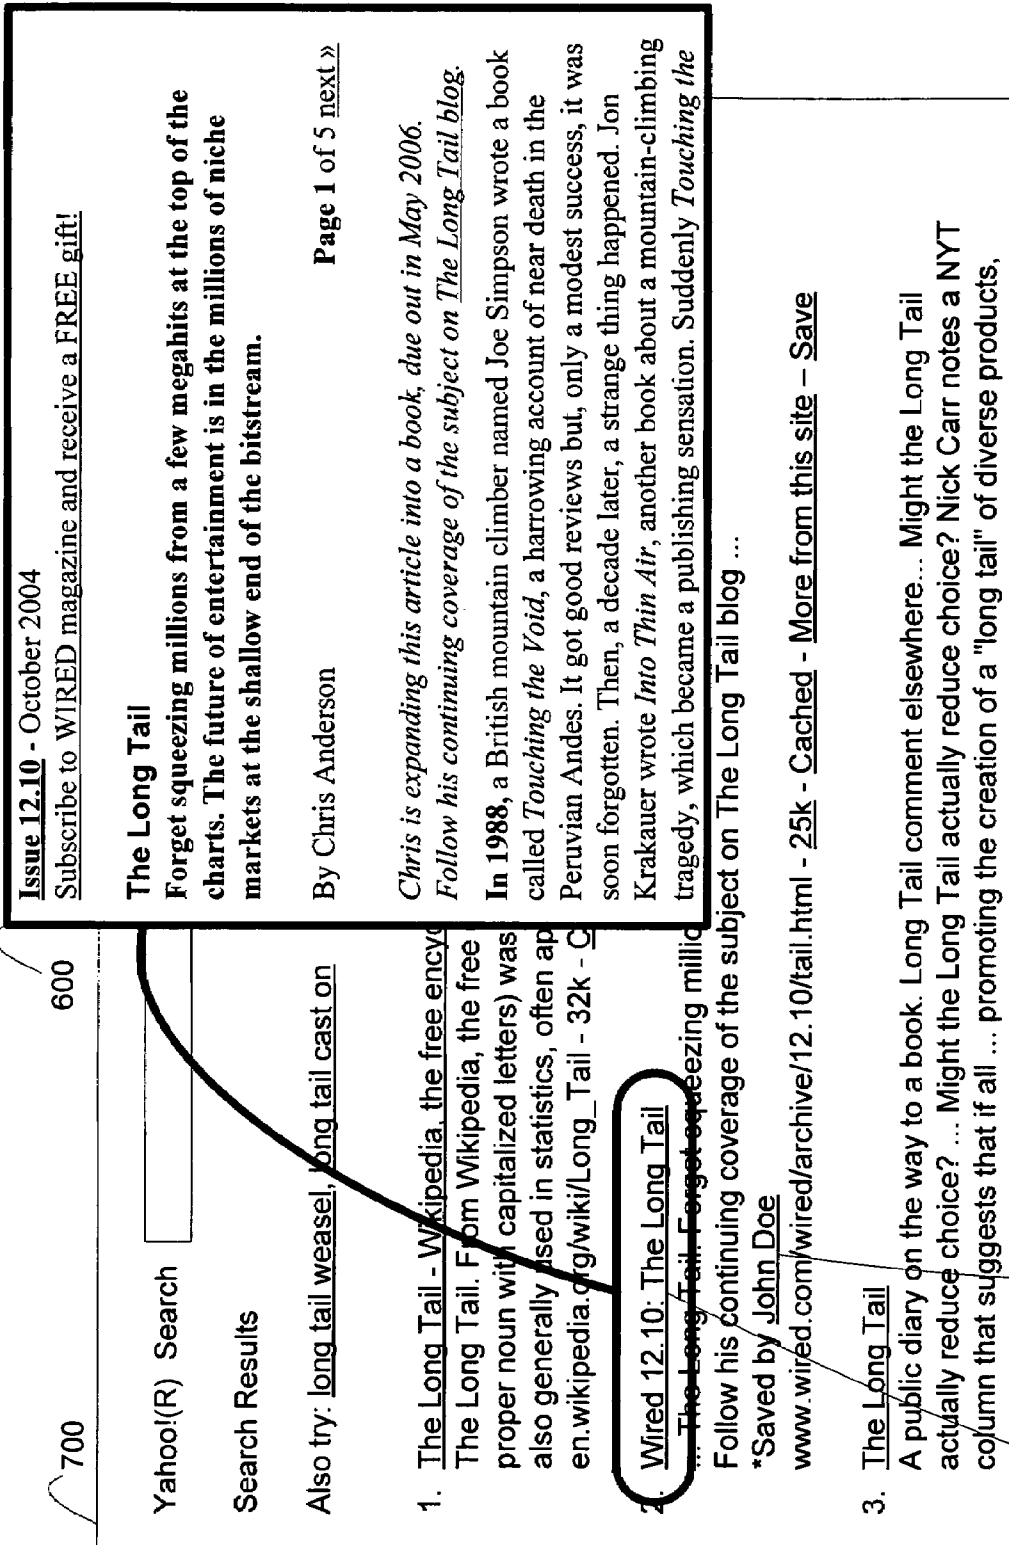 600
Issue 12.10 - October 2004
Subscribe to WIRED magazine and receive a FREE gift!
The Long Tail
Forget squeezing millions from a few megahits at the top of the
charts. The future of entertainment is in the millions of niche
markets at the shallow end of the bitstream.
By Chris Anderson Page 1 of 5 next »
Chris is expanding this article into a book, due out in May 2006.
Follow his continuing coverage of the subject on The Long Tail blog.
In 1988, a British mountain climber named Joe Simpson wrote a book
called Touching the Void, a harrowing account of near death in the
Peruvian Andes. It got good reviews but, only a modest success, it was
soon forgotten. Then, a decade later, a strange thing happened. Jon
Krakauer wrote Into Thin Air, another book about a mountain-climbing
tragedy, which became a publishing sensation. Suddenly Touching the
700
Yahoo!(R) Search
Search Results
Also try: long tail weasel, long tail cast on
1. The Long Tail - Wikipedia, the free ency
The Long Tail. From Wikipedia, the free
proper noun with capitalized letters) was
also generally used in statistics, often ap
en.wikipedia.org/wiki/Long_Tail - 32k - C
2. Wired 12.10: The Long Tail
... The Long Tail. Forget squeezing millio
Follow his continuing coverage of the subject on The Long Tail blog ...
*Saved by John Doe
www.wired.com/wired/archive/12.10/tail.html - 25k - Cached - More from this site – Save
3. The Long Tail
A public diary on the way to a book. Long Tail comment elsewhere... Might the Long Tail
actually reduce choice? ... Might the Long Tail actually reduce choice? Nick Carr notes a NYT
column that suggests that if all ... promoting the creation of a "long tail" of diverse products,